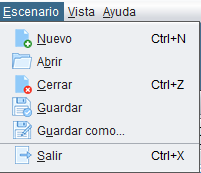 Escenario Vista Ayuda
Nuevo Ctrl+N
Abrir
Cerrar Ctrl+Z
Guardar
Guardar como...
Salir Ctrl+X